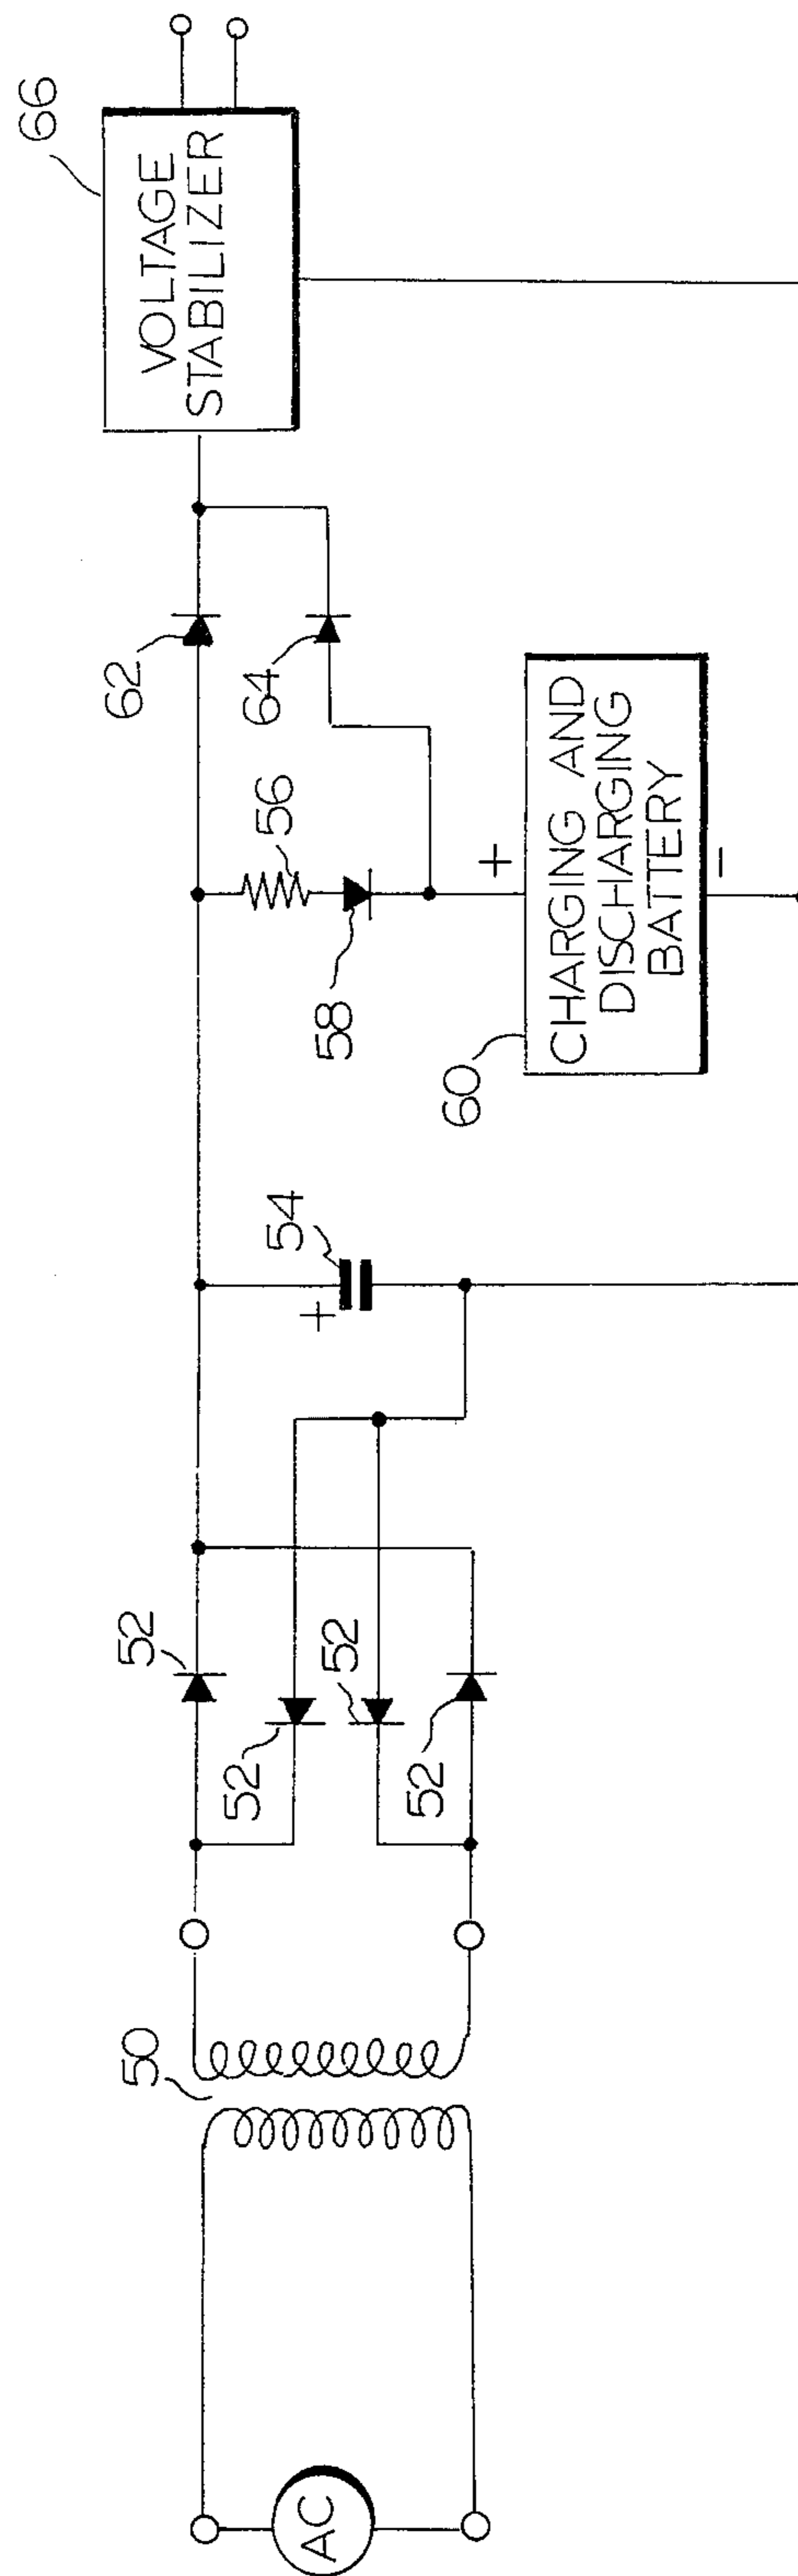 AC
50
52
52
52
52
54
+
56
58
60
+
CHARGING AND
DISCHARGING
BATTERY
-
62
64
66
VOLTAGE
STABILIZER